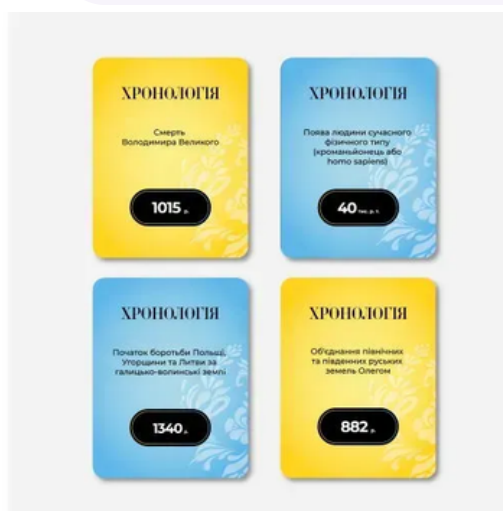 ХРОНОЛОГІЯ
Смерть
Володимира Великого
1015 р.
ХРОНОЛОГІЯ
Поява людини сучасного
фізичного типу
(кроманьйонець або
homo sapiens)
40 тис. р. т.
ХРОНОЛОГІЯ
Початок боротьби Польщі,
Угорщини та Литви за
галицько-волинські землі
1340 р.
ХРОНОЛОГІЯ
Об'єднання північних
та південних руських
земель Олегом
882 р.